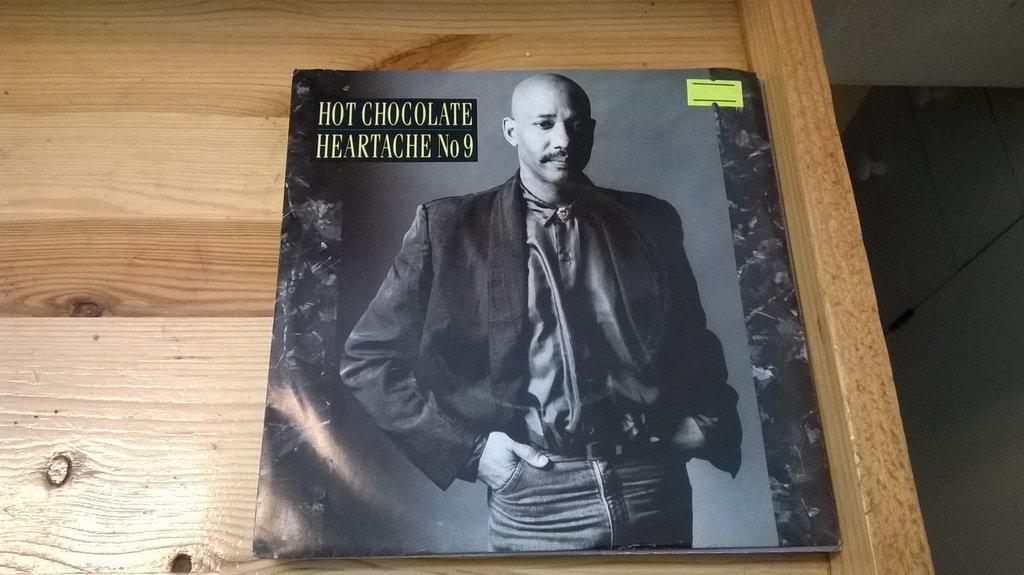 HOT CHOCOLATE
HEARTACHE No 9